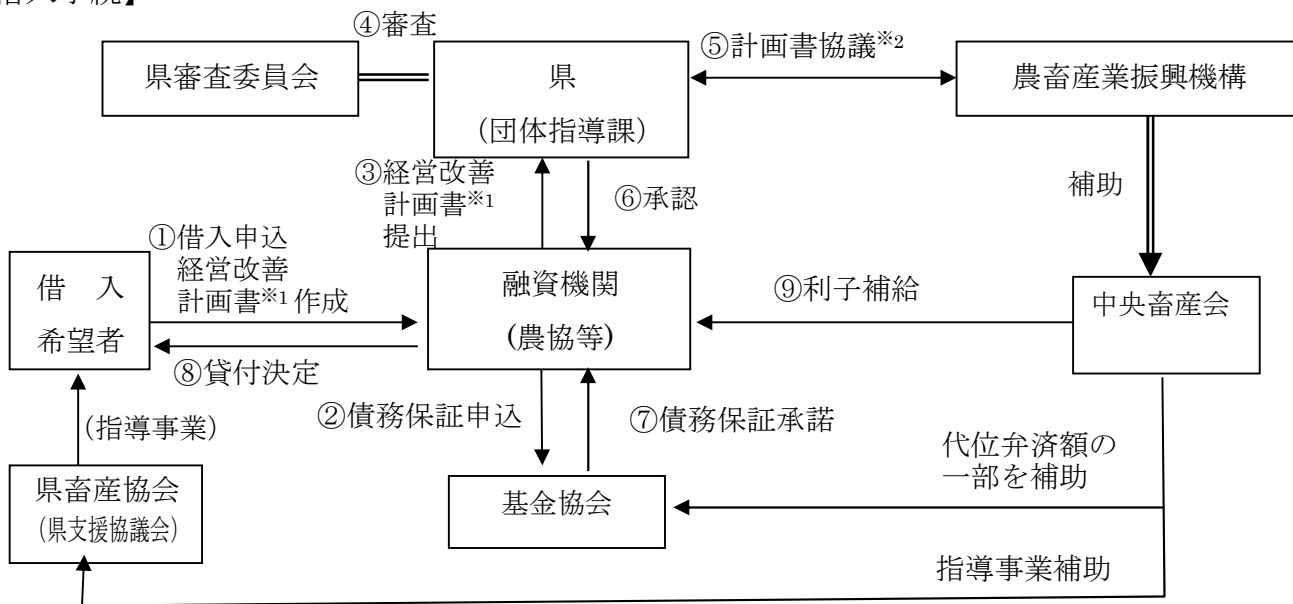 借入手続】
④審査
⑤計画書協議※2
県審査委員会
県
(団体指導課)
農畜産業振興機構
③経営改善
計画書※1
提出
⑥承認
補助
①借入申込
経営改善
計画書※1作成
借 入
希望者
融資機関
(農協等)
⑨利子補給
中央畜産会
⑧貸付決定
(指導事業)
②債務保証申込
⑦債務保証承諾
代位弁済額の
一部を補助
県畜産協会
(県支援協議会)
基金協会
指導事業補助